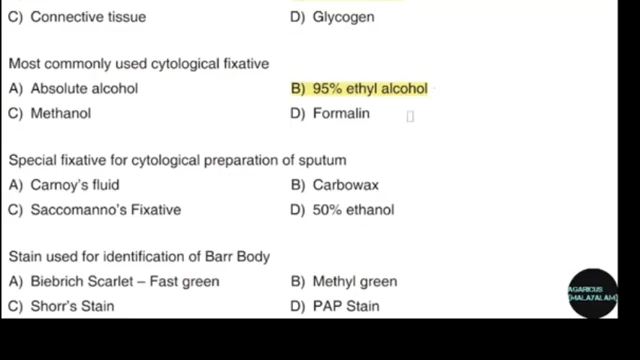 C) Connective tissue D) Glycogen
Most commonly used cytological fixative
A) Absolute alcohol B) 95% ethyl alcohol
C) Methanol D) Formalin
Special fixative for cytological preparation of sputum
A) Carnoy's fluid B) Carbowax
C) Saccomanno's Fixative D) 50% ethanol
Stain used for identification of Barr Body
A) Biebrich Scarlet – Fast green B) Methyl green
C) Shorr's Stain D) PAP Stain
AGARICUS
(MALAYALAM)